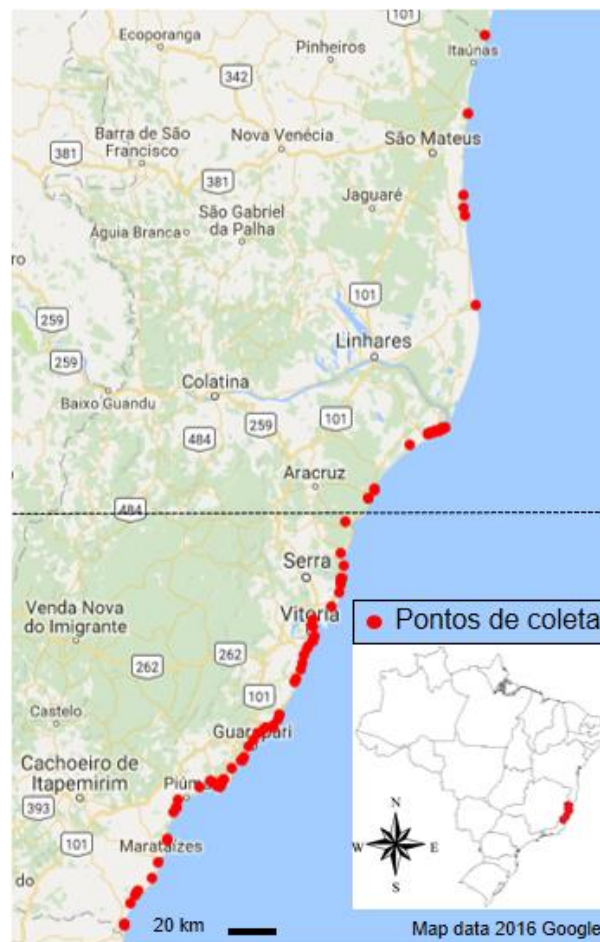 101
Ecoporanga
Pinheiros
Itaúnas
342
Barra de São
Francisco
Nova Venécia
São Mateus
381
381
Jaguaré
São Gabriel
da Palha
Águia Branca
ro
101
259
Linhares
259
Colatina
Baixo Guandu
259
101
484
Aracruz
484
Serra
Vitória
Pontos de coleta
Venda Nova
do Imigrante
262
262
101
Castelo
Guarapari
Cachoeiro de
Itapemirim
Piúma
393
N
W
E
S
101
Marataízes
do
20 km
Map data 2016 Google